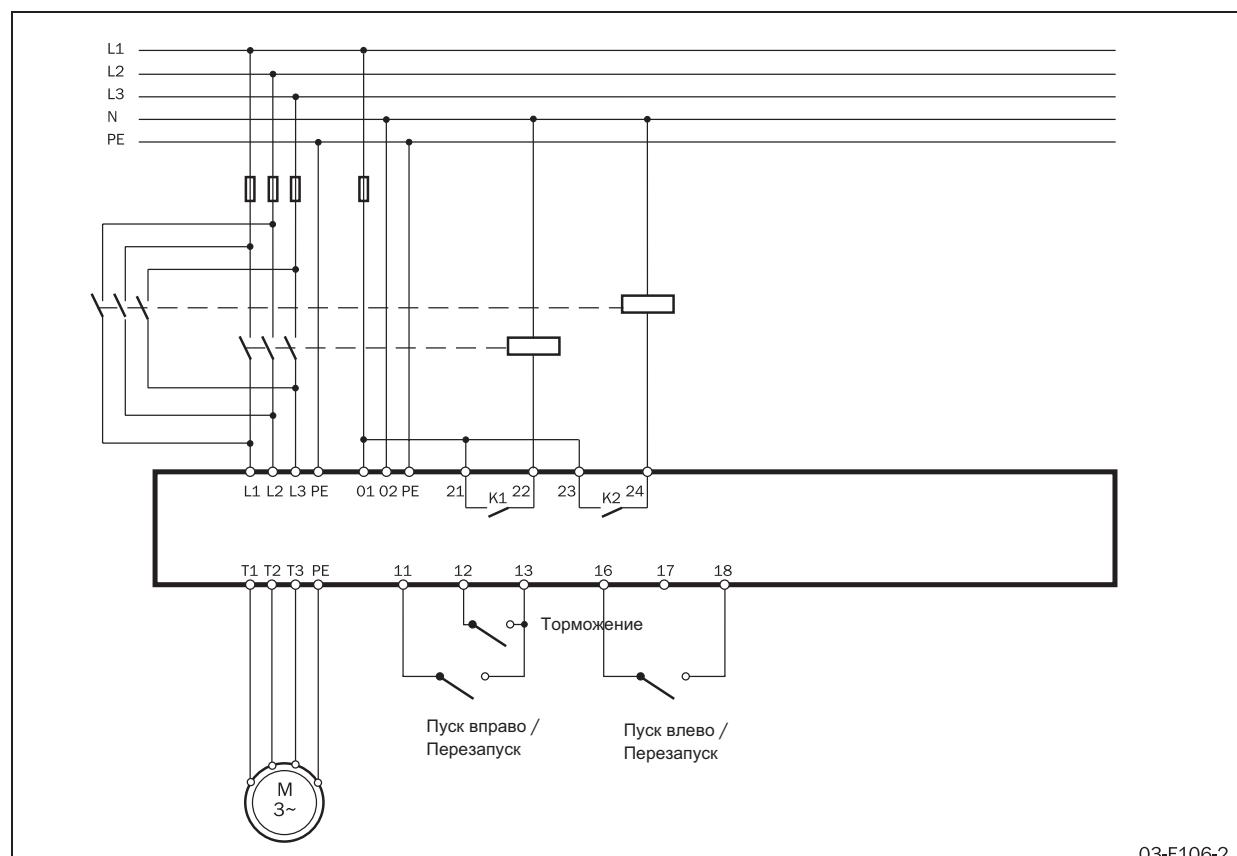 L1
L2
L3
N
PE
L1 L2 L3 PE 01 02 PE 21 K1 22 23 K2 24
T1 T2 T3 PE 11 12 13 16 17 18
Торможение
Пуск вправо /
Перезапуск
Пуск влево /
Перезапуск
M
3~
03-F106-2